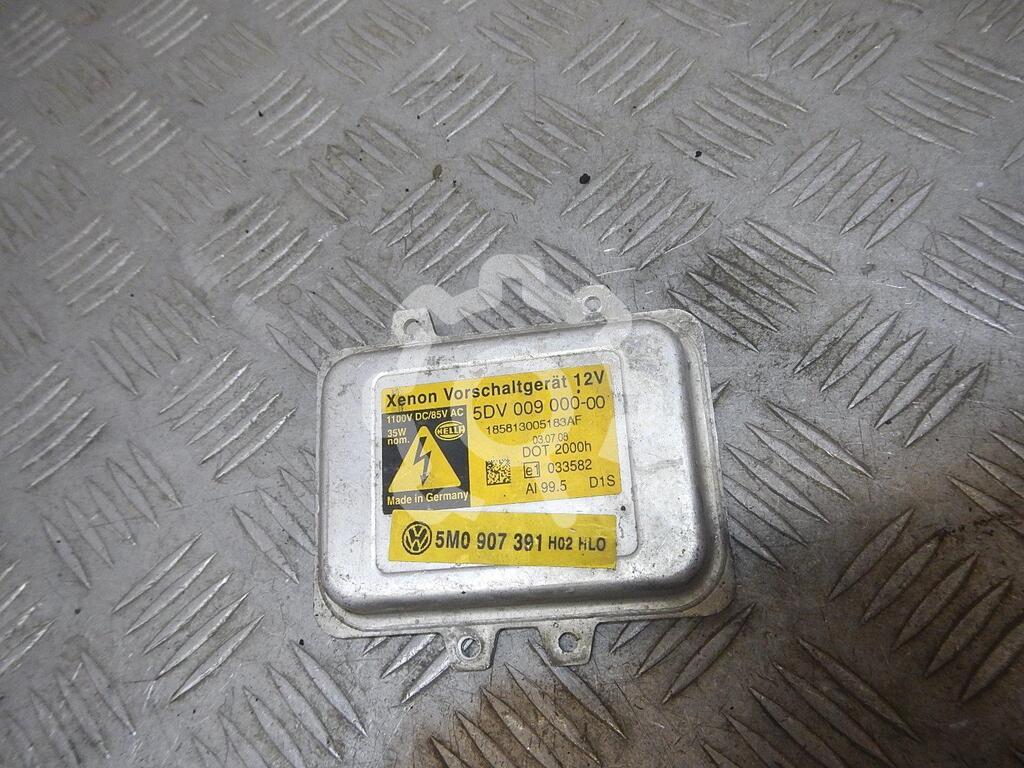 Xenon Vorschaltgerät 12V
1100V DC/85V AC
35W
nom.
HELLA
Made in Germany
5DV 009 000-00
185813005183AF
03.07.08
DOT 2000h
e1 033582
Al 99.5 D1S
5M0 907 391 H02 HLO